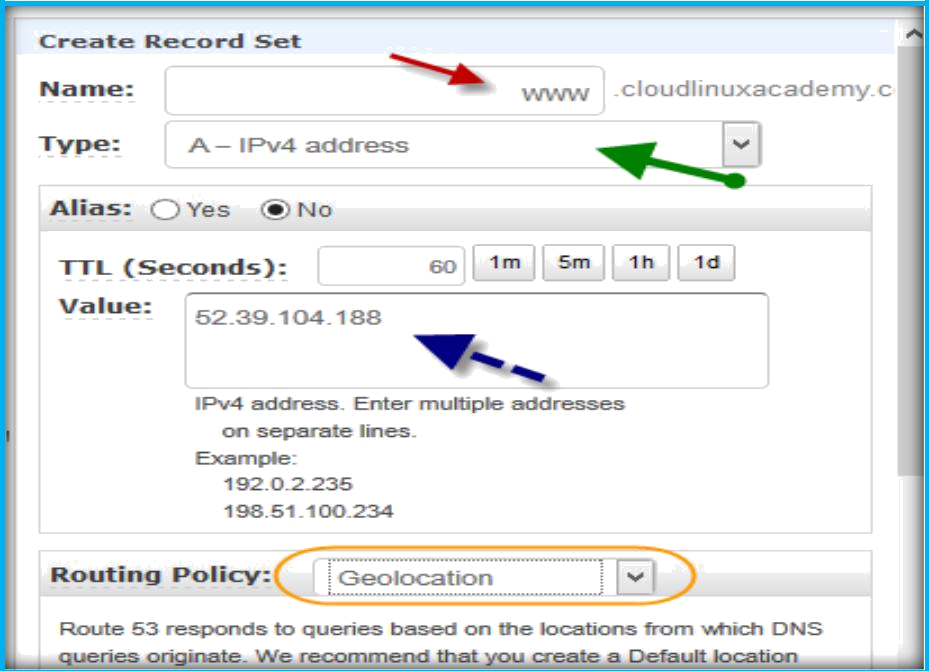 Create Record Set
Name: www .cloudlinuxacademy.c
Type: A – IPv4 address
Alias: Yes No
TTL (Seconds): 60 1m 5m 1h 1d
Value: 52.39.104.188
IPv4 address. Enter multiple addresses
on separate lines.
Example:
192.0.2.235
198.51.100.234
Routing Policy: Geolocation
Route 53 responds to queries based on the locations from which DNS
queries originate. We recommend that you create a Default location